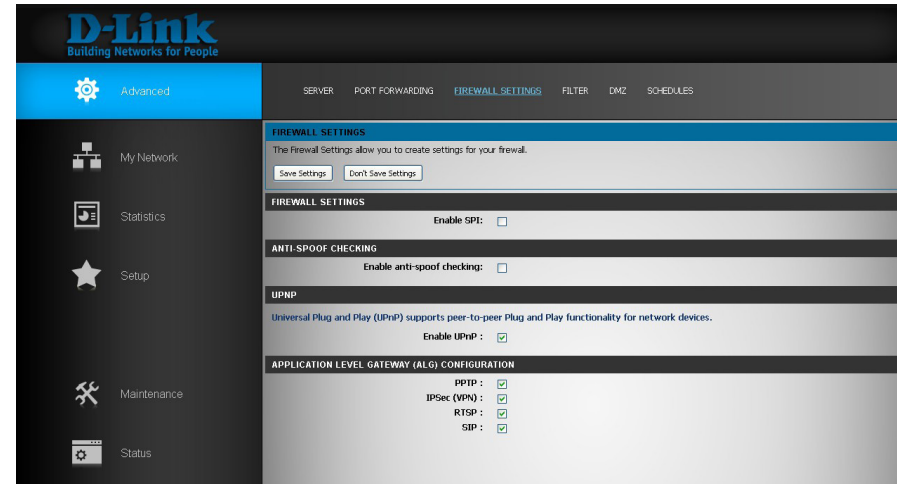 D-Link
Building Networks for People
Advanced
SERVER PORT FORWARDING FIREWALL SETTINGS FILTER DMZ SCHEDULES
My Network
Statistics
Setup
Maintenance
Status
FIREWALL SETTINGS
The Firewall Settings allow you to create settings for your firewall.
Save Settings Don't Save Settings
FIREWALL SETTINGS
Enable SPI:
ANTI-SPOOF CHECKING
Enable anti-spoof checking:
UPNP
Universal Plug and Play (UPnP) supports peer-to-peer Plug and Play functionality for network devices.
Enable UPnP :
APPLICATION LEVEL GATEWAY (ALG) CONFIGURATION
PPTP :
IPSec (VPN) :
RTSP :
SIP :